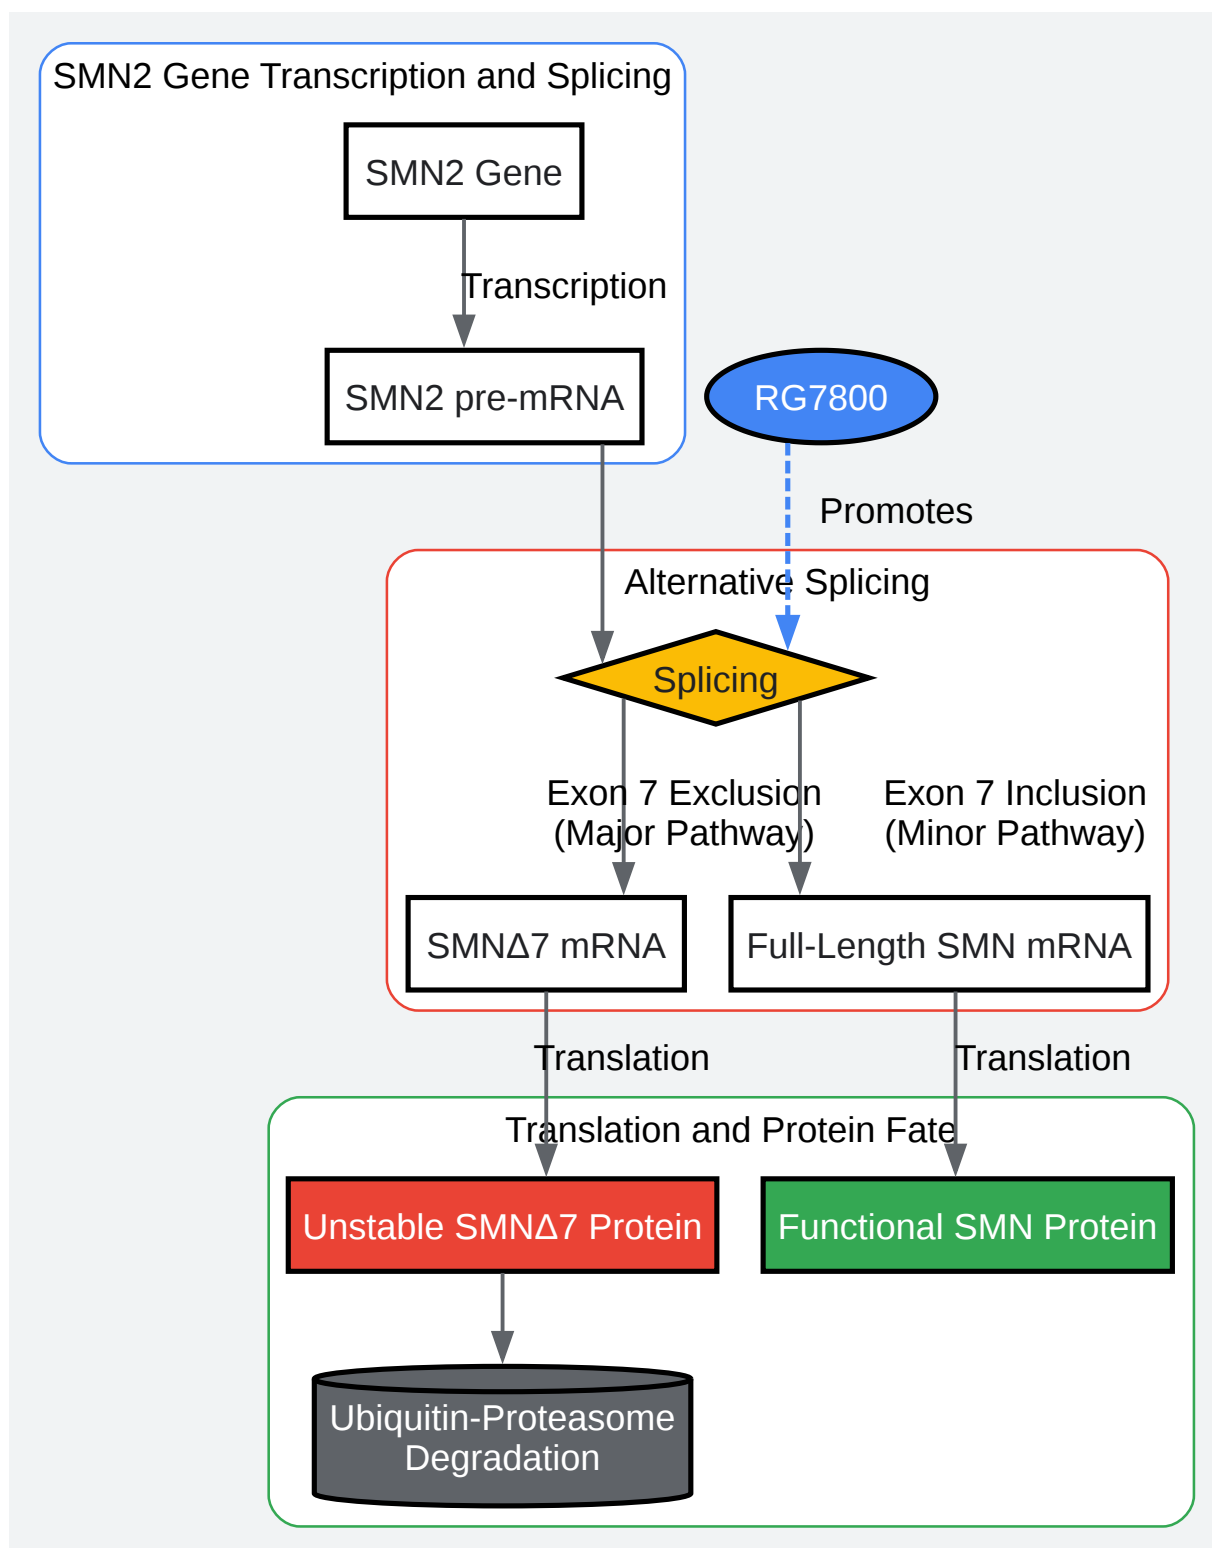 SMN2 Gene Transcription and Splicing
SMN2 Gene
Transcription
SMN2 pre-mRNA
RG7800
Promotes
Alternative Splicing
Splicing
Exon 7 Exclusion
(Major Pathway)
Exon 7 Inclusion
(Minor Pathway)
SMNΔ7 mRNA
Full-Length SMN mRNA
Translation
Translation
Translation and Protein Fate
Unstable SMNΔ7 Protein
Functional SMN Protein
Ubiquitin-Proteasome
Degradation